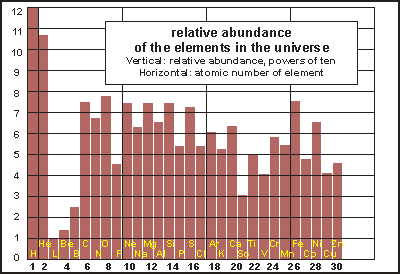 relative abundance
of the elements in the universe
Vertical: relative abundance, powers of ten
Horizontal: atomic number of element
12
11
10
9
8
7
6
5
4
3
2
1
0
He Be C O Ne Mg Si S Ar Ca Ti Cr Fe Ni Zn
H Li B N F Na Al P Cl K Sc V Mn Co Cu
1 2 4 6 8 10 12 14 16 18 20 22 24 26 28 30